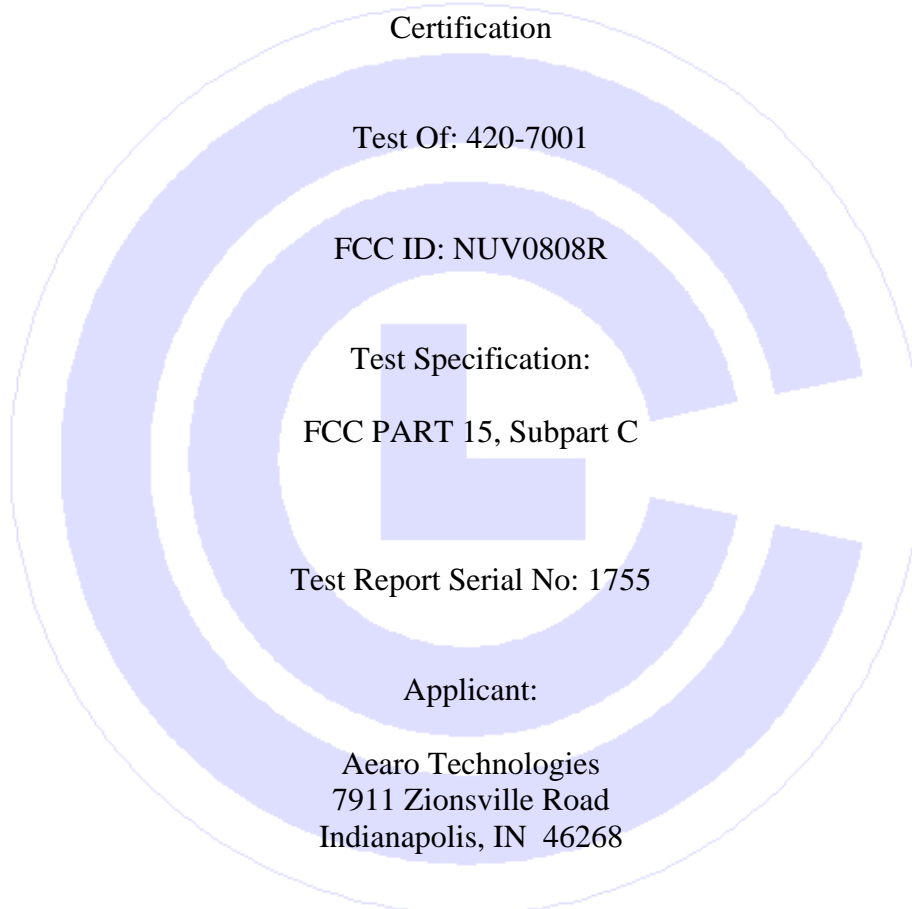 Certification
Test Of: 420-7001
FCC ID: NUV0808R
Test Specification:
FCC PART 15, Subpart C
Test Report Serial No: 1755
Applicant:
Aearo Technologies
7911 Zionsville Road
Indianapolis, IN  46268